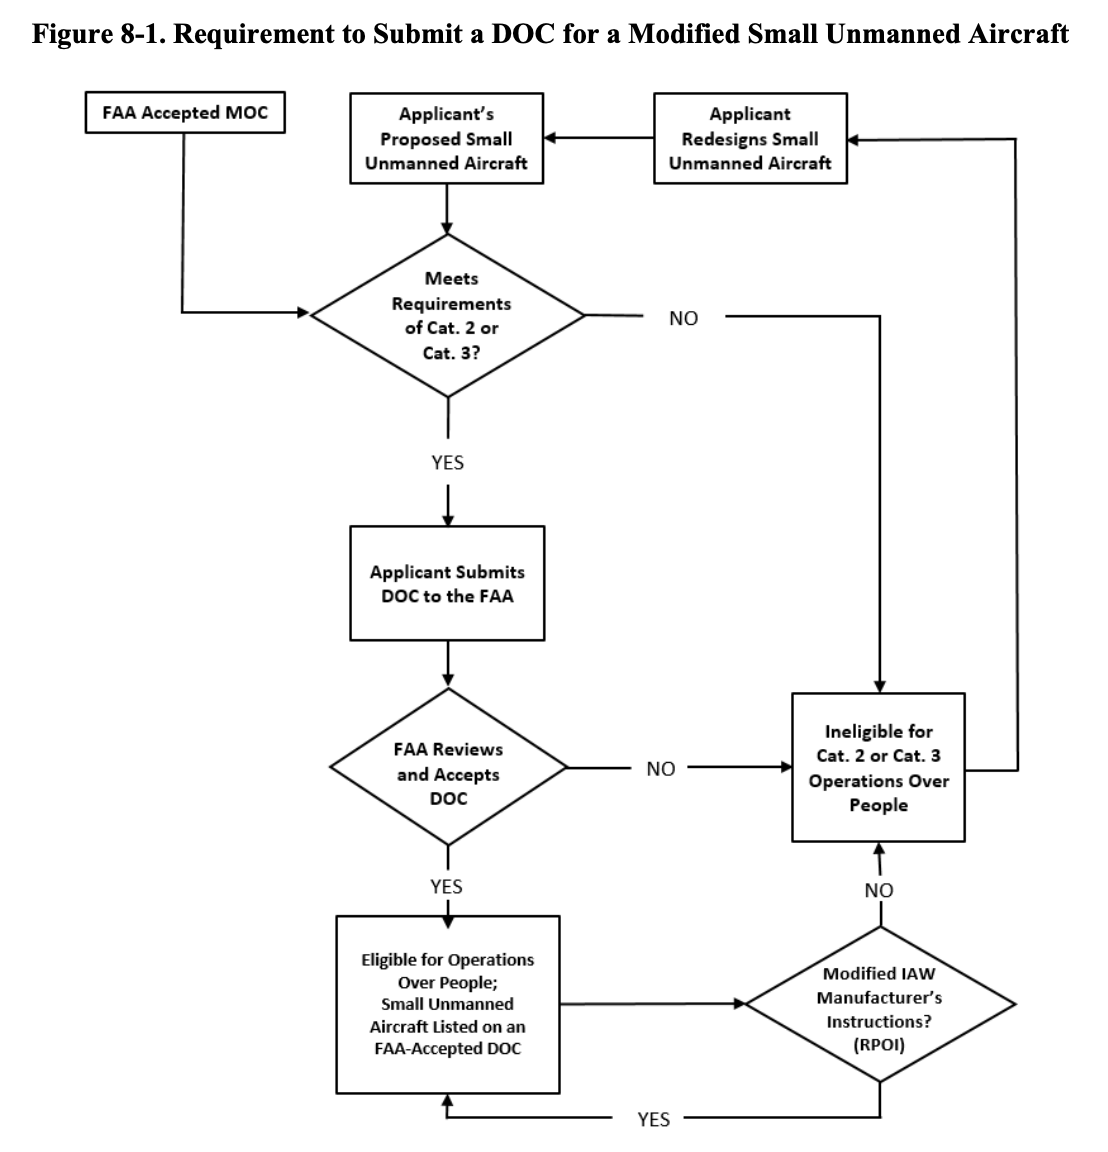 Figure 8-1. Requirement to Submit a DOC for a Modified Small Unmanned Aircraft
FAA Accepted MOC
Applicant's
Proposed Small
Unmanned Aircraft
Applicant
Redesigns Small
Unmanned Aircraft
Meets
Requirements
of Cat. 2 or
Cat. 3?
NO
YES
Applicant Submits
DOC to the FAA
FAA Reviews
and Accepts
DOC
NO
Ineligible for
Cat. 2 or Cat. 3
Operations Over
People
YES
NO
Eligible for Operations
Over People;
Small Unmanned
Aircraft Listed on an
FAA-Accepted DOC
Modified IAW
Manufacturer's
Instructions?
(RPOI)
YES